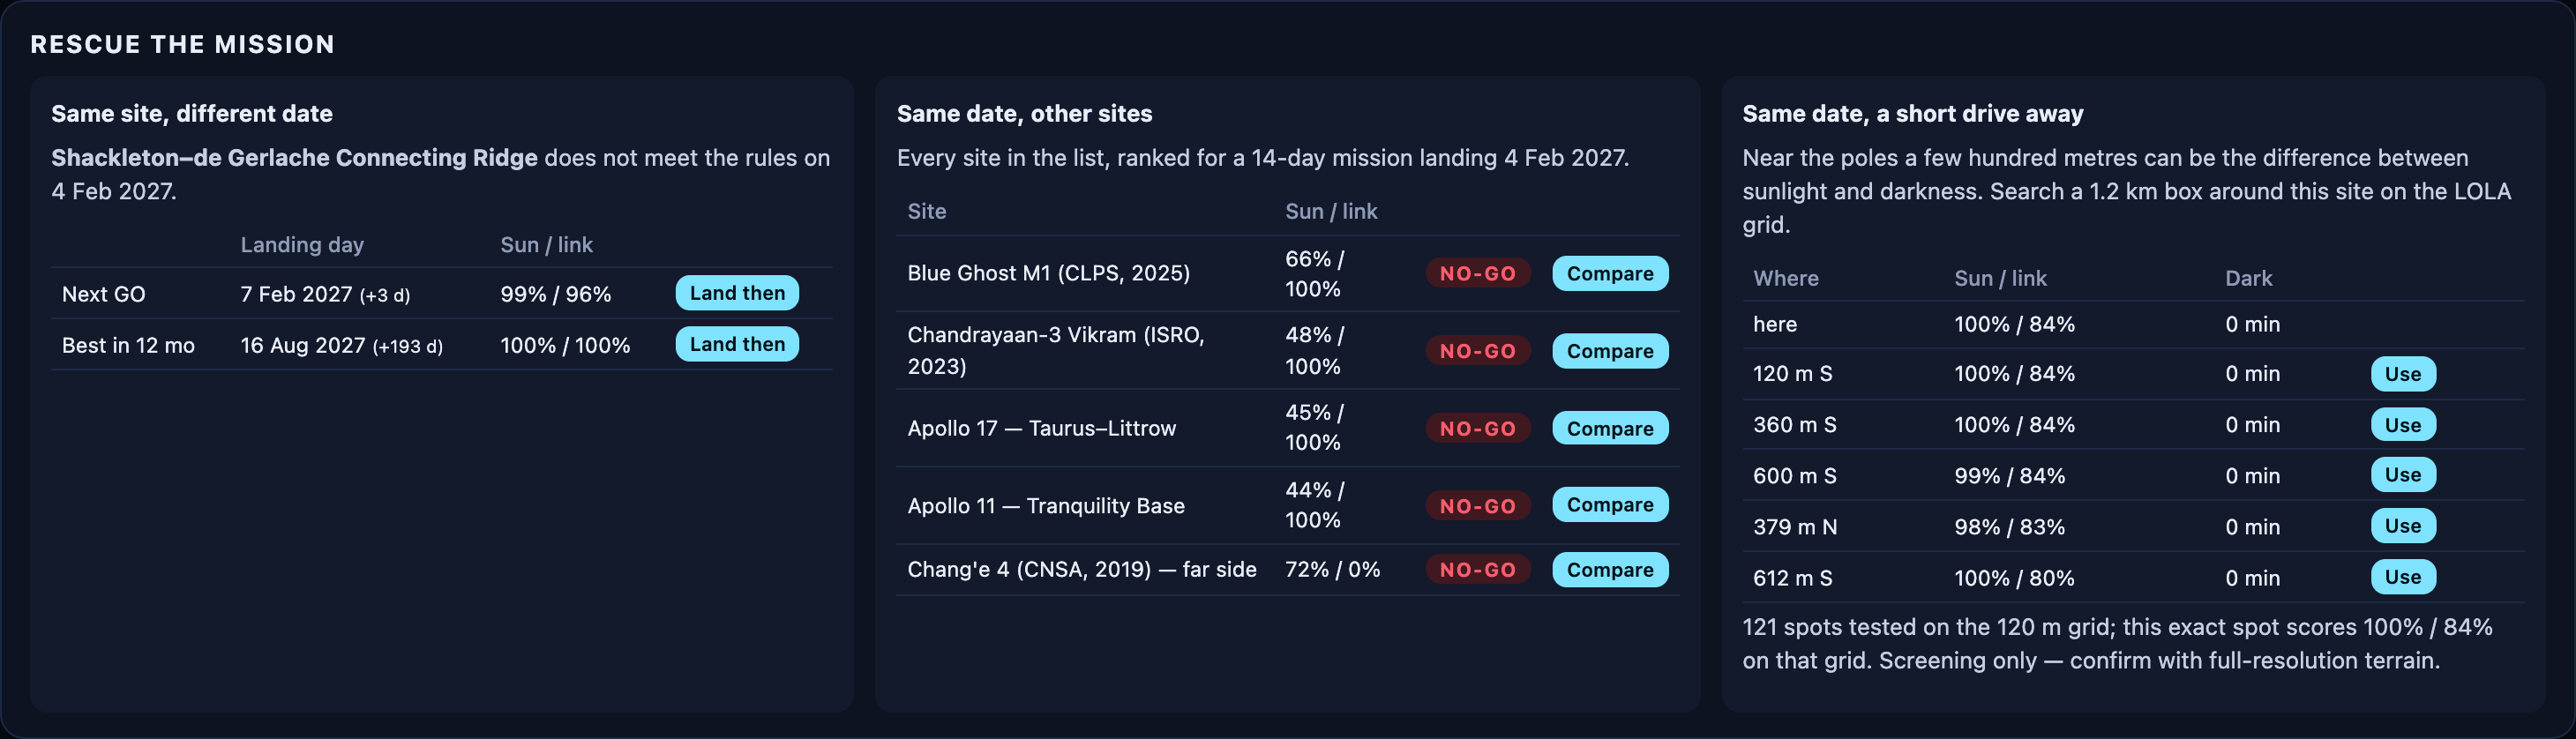 RESCUE THE MISSION
Same site, different date
Shackleton–de Gerlache Connecting Ridge does not meet the rules on
4 Feb 2027.
Landing day Sun / link
Next GO 7 Feb 2027 (+3 d) 99% / 96% Land then
Best in 12 mo 16 Aug 2027 (+193 d) 100% / 100% Land then
Same date, other sites
Every site in the list, ranked for a 14-day mission landing 4 Feb 2027.
Site Sun / link
Blue Ghost M1 (CLPS, 2025) 66% / 100% NO-GO Compare
Chandrayaan-3 Vikram (ISRO, 2023) 48% / 100% NO-GO Compare
Apollo 17 — Taurus–Littrow 45% / 100% NO-GO Compare
Apollo 11 — Tranquility Base 44% / 100% NO-GO Compare
Chang'e 4 (CNSA, 2019) — far side 72% / 0% NO-GO Compare
Same date, a short drive away
Near the poles a few hundred metres can be the difference between
sunlight and darkness. Search a 1.2 km box around this site on the LOLA
grid.
Where Sun / link Dark
here 100% / 84% 0 min
120 m S 100% / 84% 0 min Use
360 m S 100% / 84% 0 min Use
600 m S 99% / 84% 0 min Use
379 m N 98% / 83% 0 min Use
612 m S 100% / 80% 0 min Use
121 spots tested on the 120 m grid; this exact spot scores 100% / 84%
on that grid. Screening only — confirm with full-resolution terrain.